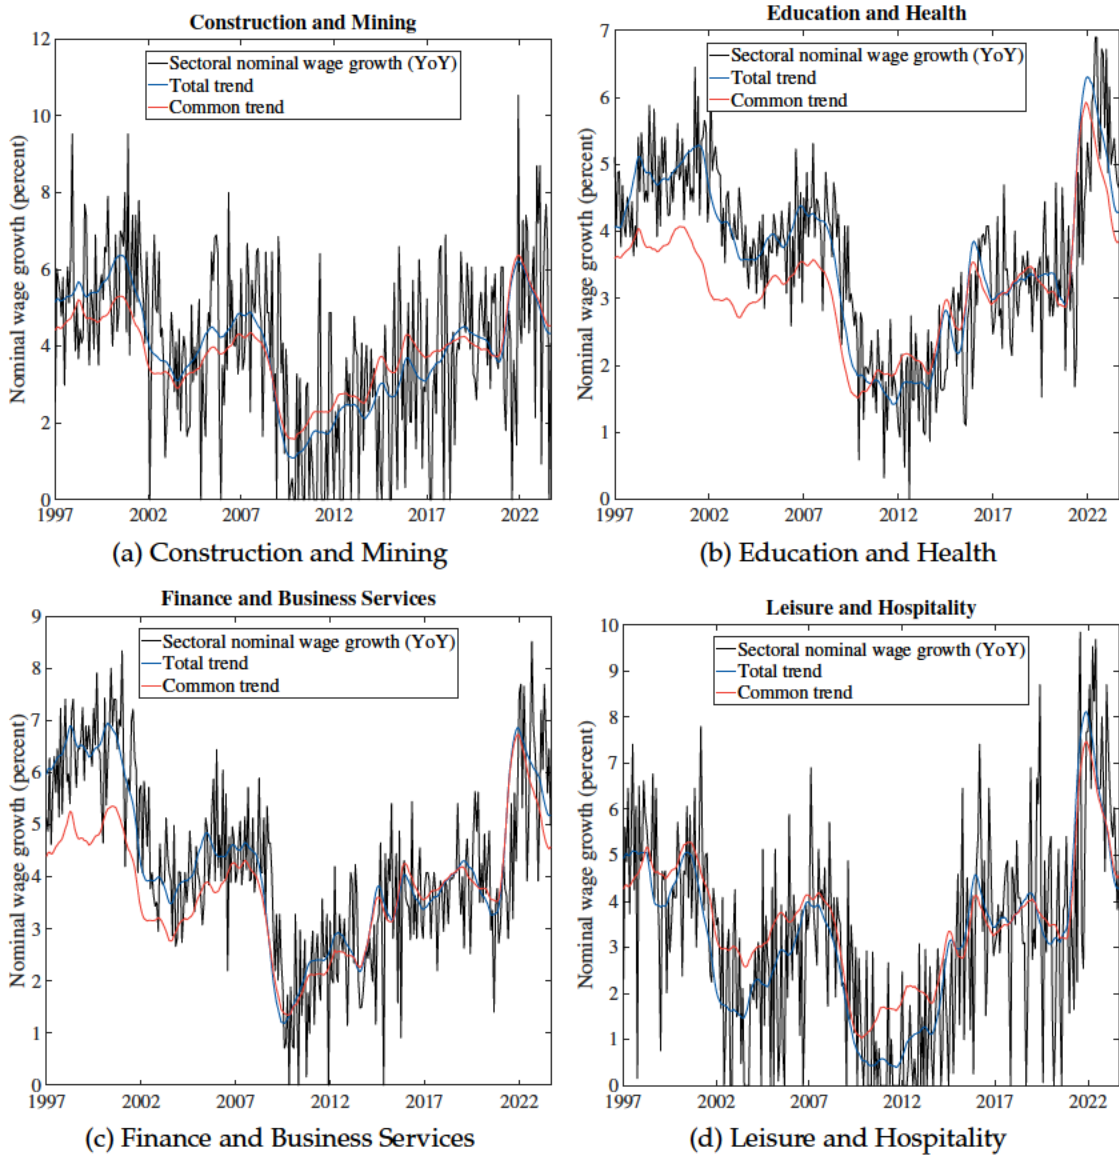 Construction and Mining
Nominal wage growth (percent)
12
10
8
6
4
2
0
Sectoral nominal wage growth (YoY)
Total trend
Common trend
1997 2002 2007 2012 2017 2022
(a) Construction and Mining
Education and Health
Nominal wage growth (percent)
7
6
5
4
3
2
1
0
Sectoral nominal wage growth (YoY)
Total trend
Common trend
1997 2002 2007 2012 2017 2022
(b) Education and Health
Finance and Business Services
Nominal wage growth (percent)
9
8
7
6
5
4
3
2
1
0
Sectoral nominal wage growth (YoY)
Total trend
Common trend
1997 2002 2007 2012 2017 2022
(c) Finance and Business Services
Leisure and Hospitality
Nominal wage growth (percent)
10
9
8
7
6
5
4
3
2
1
0
Sectoral nominal wage growth (YoY)
Total trend
Common trend
1997 2002 2007 2012 2017 2022
(d) Leisure and Hospitality